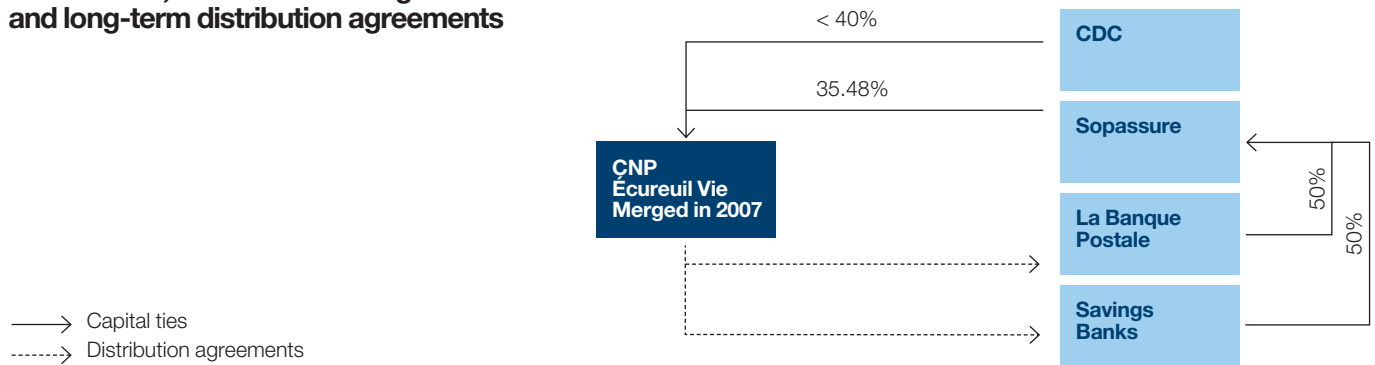 and long-term distribution agreements
< 40%
CDC
35.48%
Sopassure
CNP
Écureuil Vie
Merged in 2007
50%
50%
La Banque
Postale
Savings
Banks
Capital ties
Distribution agreements